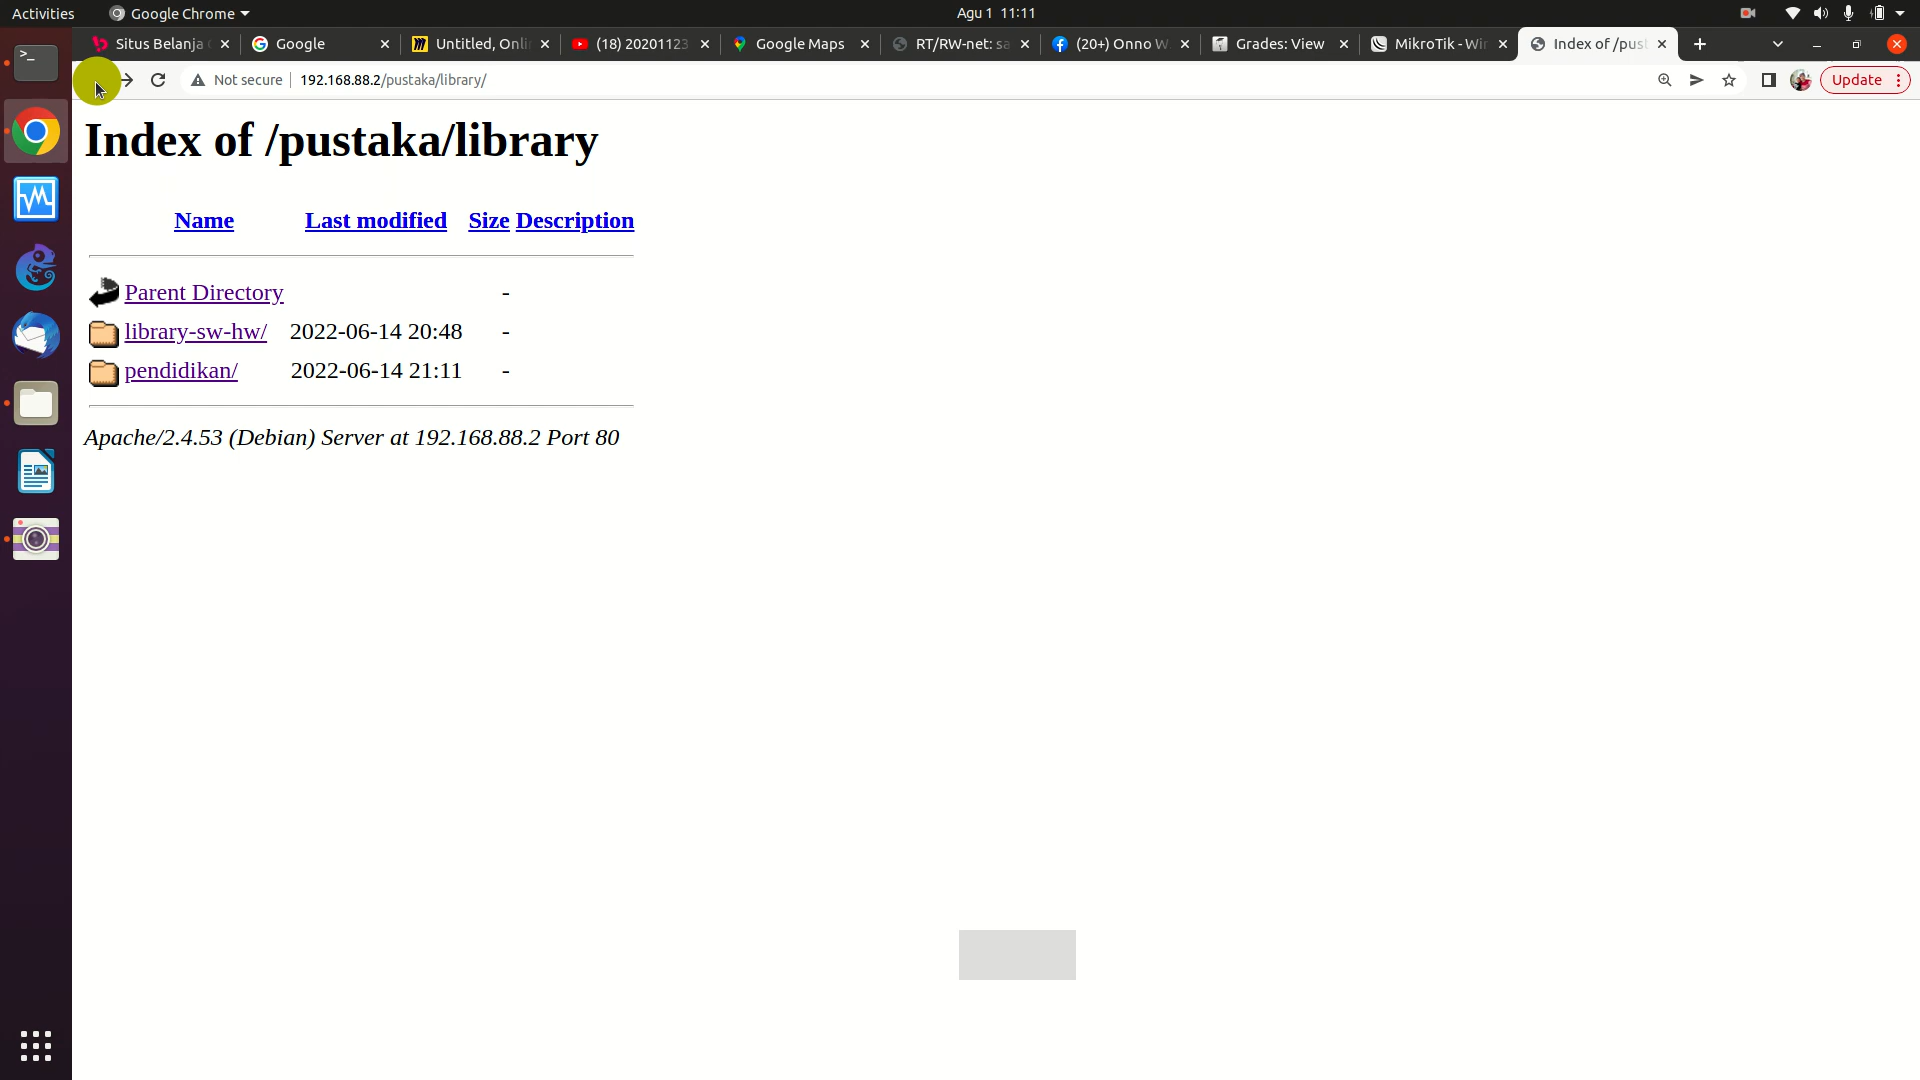 Activities Google Chrome Agu 1 11:11
Situs Belanja Google Untitled, Onli (18) 20201123 Google Maps RT/RW-net: sa (20+) Onno W Grades: View MikroTik - Wir Index of /pust
Not secure 192.168.88.2/pustaka/library/ Update
Index of /pustaka/library
Name Last modified Size Description
Parent Directory -
library-sw-hw/ 2022-06-14 20:48 -
pendidikan/ 2022-06-14 21:11 -
Apache/2.4.53 (Debian) Server at 192.168.88.2 Port 80